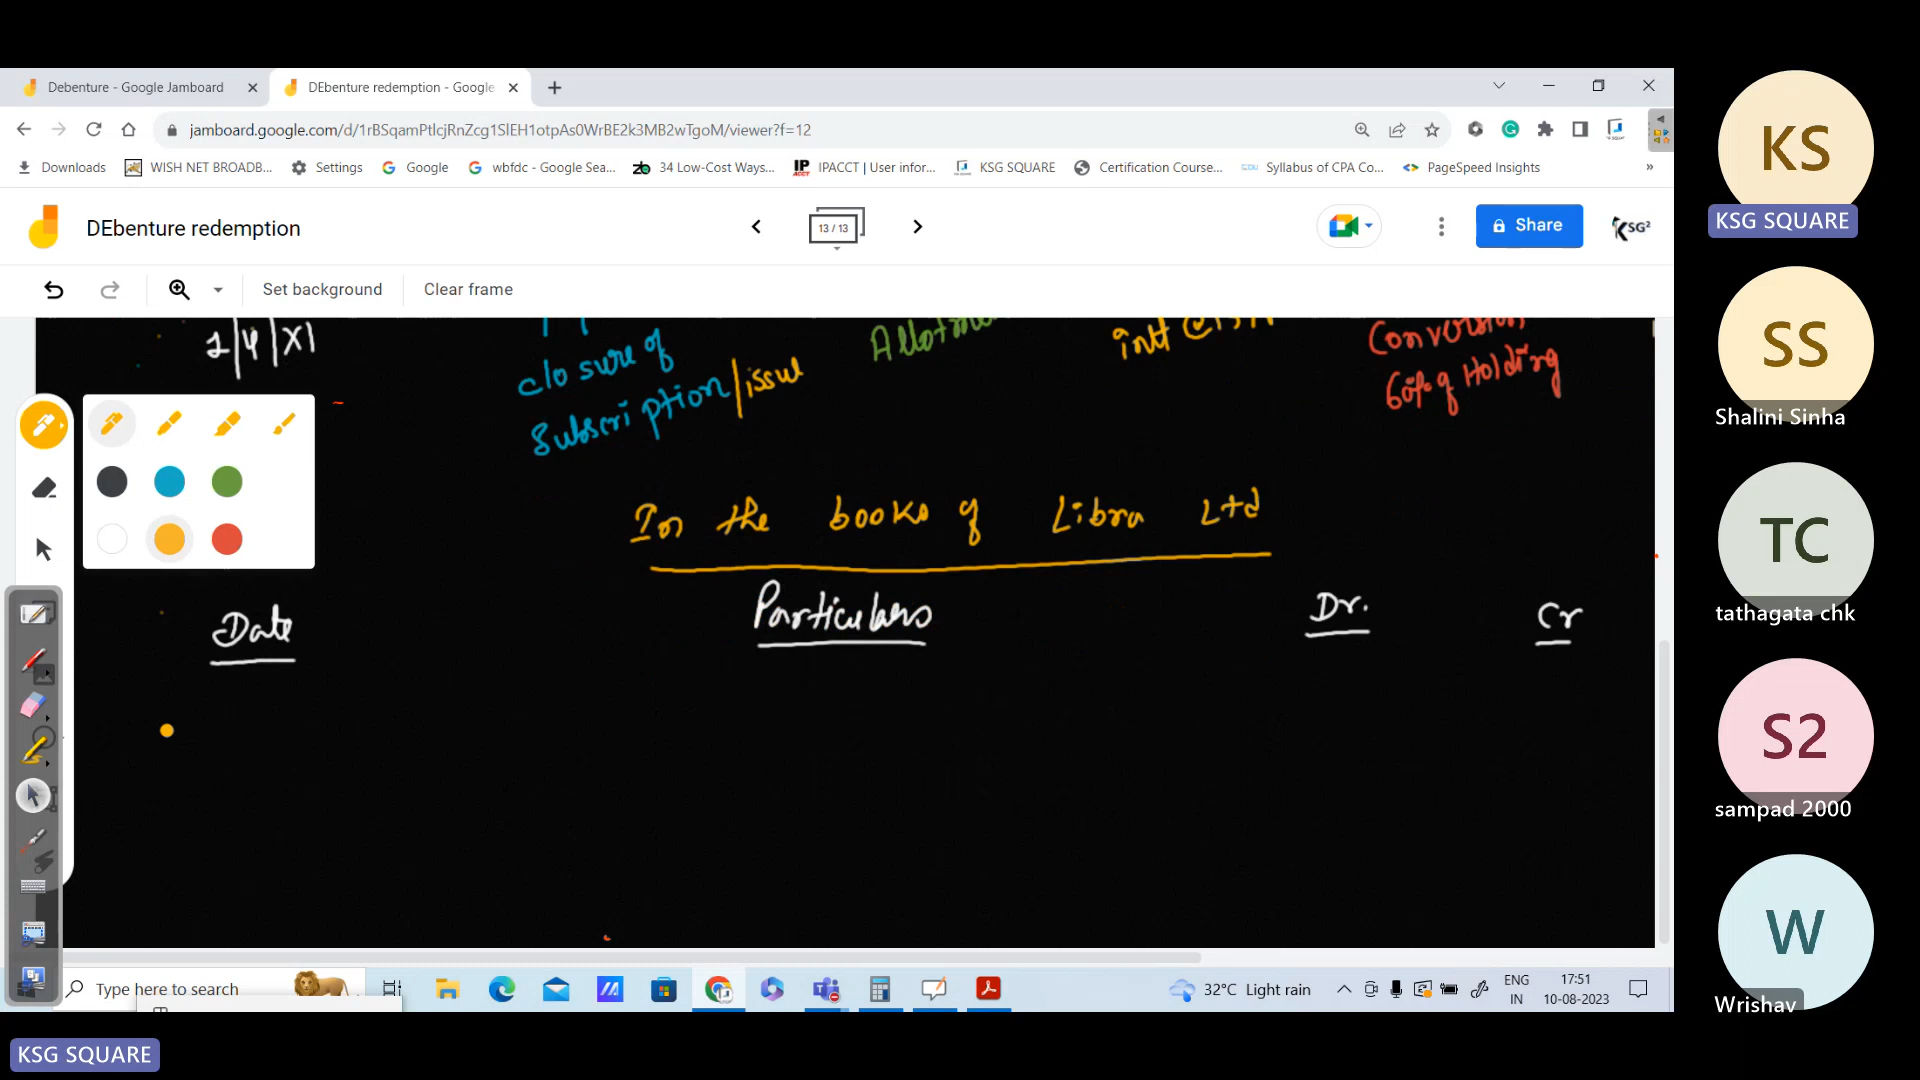 Debenture - Google Jamboard
DEbenture redemption - Google
jamboard.google.com/d/1rBSqamPtlcjRnZcg1SlEH1otpAs0WrBE2k3MB2wTgoM/viewer?f=12
Downloads
WISH NET BROADB...
Settings
Google
wbfdc - Google Sea...
34 Low-Cost Ways...
IPACCT | User infor...
KSG SQUARE
Certification Course...
Syllabus of CPA Co...
PageSpeed Insights
»
DEbenture redemption
13 / 13
Share
KSG²
Set background
Clear frame
1/4/X1
closure of
Subscription/issue
intt @ 15%
Conversion
60% of Holding
In the books of Libra Ltd
Date
Particulars
Dr.
Cr
Type here to search
32°C Light rain
ENG
IN
17:51
10-08-2023
KS
KSG SQUARE
SS
Shalini Sinha
TC
tathagata chk
S2
sampad 2000
W
Wrishav
KSG SQUARE